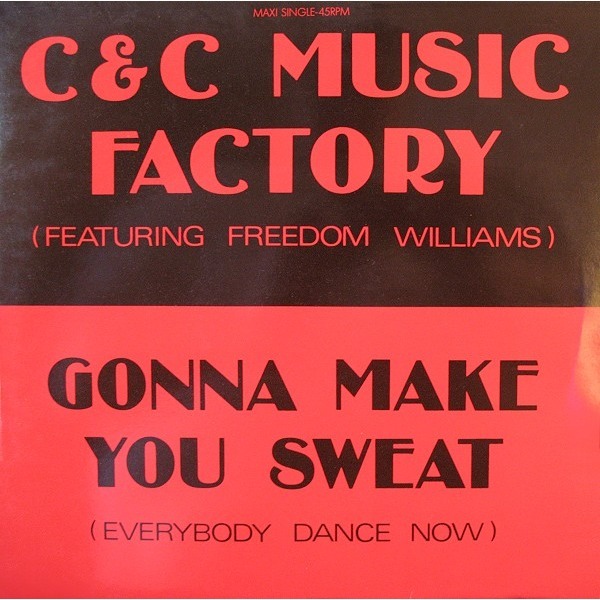 MAXI SINGLE-45RPM
C&C MUSIC
FACTORY
(FEATURING FREEDOM WILLIAMS)
GONNA MAKE
YOU SWEAT
(EVERYBODY DANCE NOW)